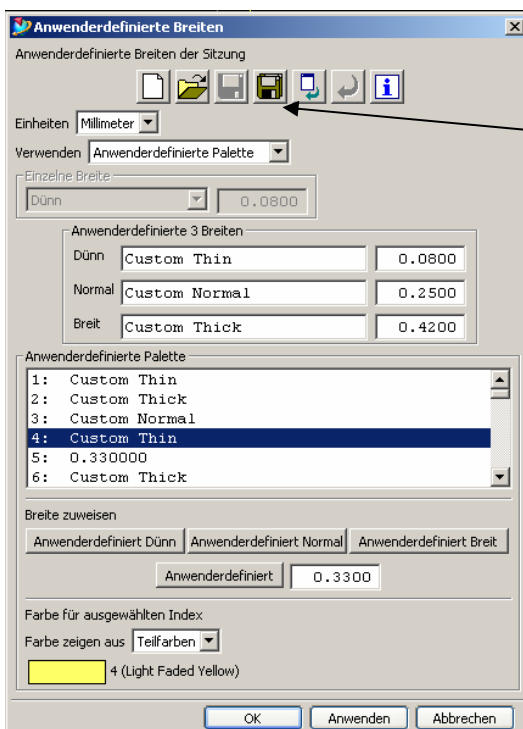 Anwenderdefinierte Breiten
Anwenderdefinierte Breiten der Sitzung
Einheiten Millimeter
Verwenden Anwenderdefinierte Palette
Einzelne Breite
Dünn 0.0800
Anwenderdefinierte 3 Breiten
Dünn Custom Thin 0.0800
Normal Custom Normal 0.2500
Breit Custom Thick 0.4200
Anwenderdefinierte Palette
1: Custom Thin
2: Custom Thick
3: Custom Normal
4: Custom Thin
5: 0.330000
6: Custom Thick
Breite zuweisen
Anwenderdefiniert Dünn Anwenderdefiniert Normal Anwenderdefiniert Breit
Anwenderdefiniert 0.3300
Farbe für ausgewählten Index
Farbe zeigen aus Teilfarben
4 (Light Faded Yellow)
OK Anwenden Abbrechen